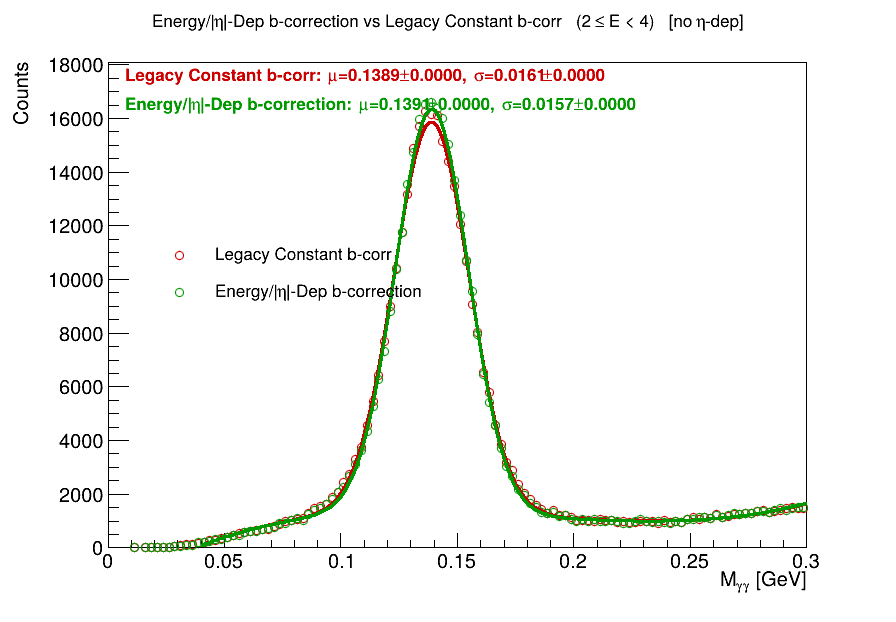 Energy/|η|-Dep b-correction vs Legacy Constant b-corr (2 ≤ E < 4) [no η-dep]
Counts
Legacy Constant b-corr: μ=0.1389±0.0000, σ=0.0161±0.0000
Energy/|η|-Dep b-correction: μ=0.1391±0.0000, σ=0.0157±0.0000
Legacy Constant b-corr
Energy/|η|-Dep b-correction
18000
16000
14000
12000
10000
8000
6000
4000
2000
0
0 0.05 0.1 0.15 0.2 0.25 0.3
Mγγ [GeV]